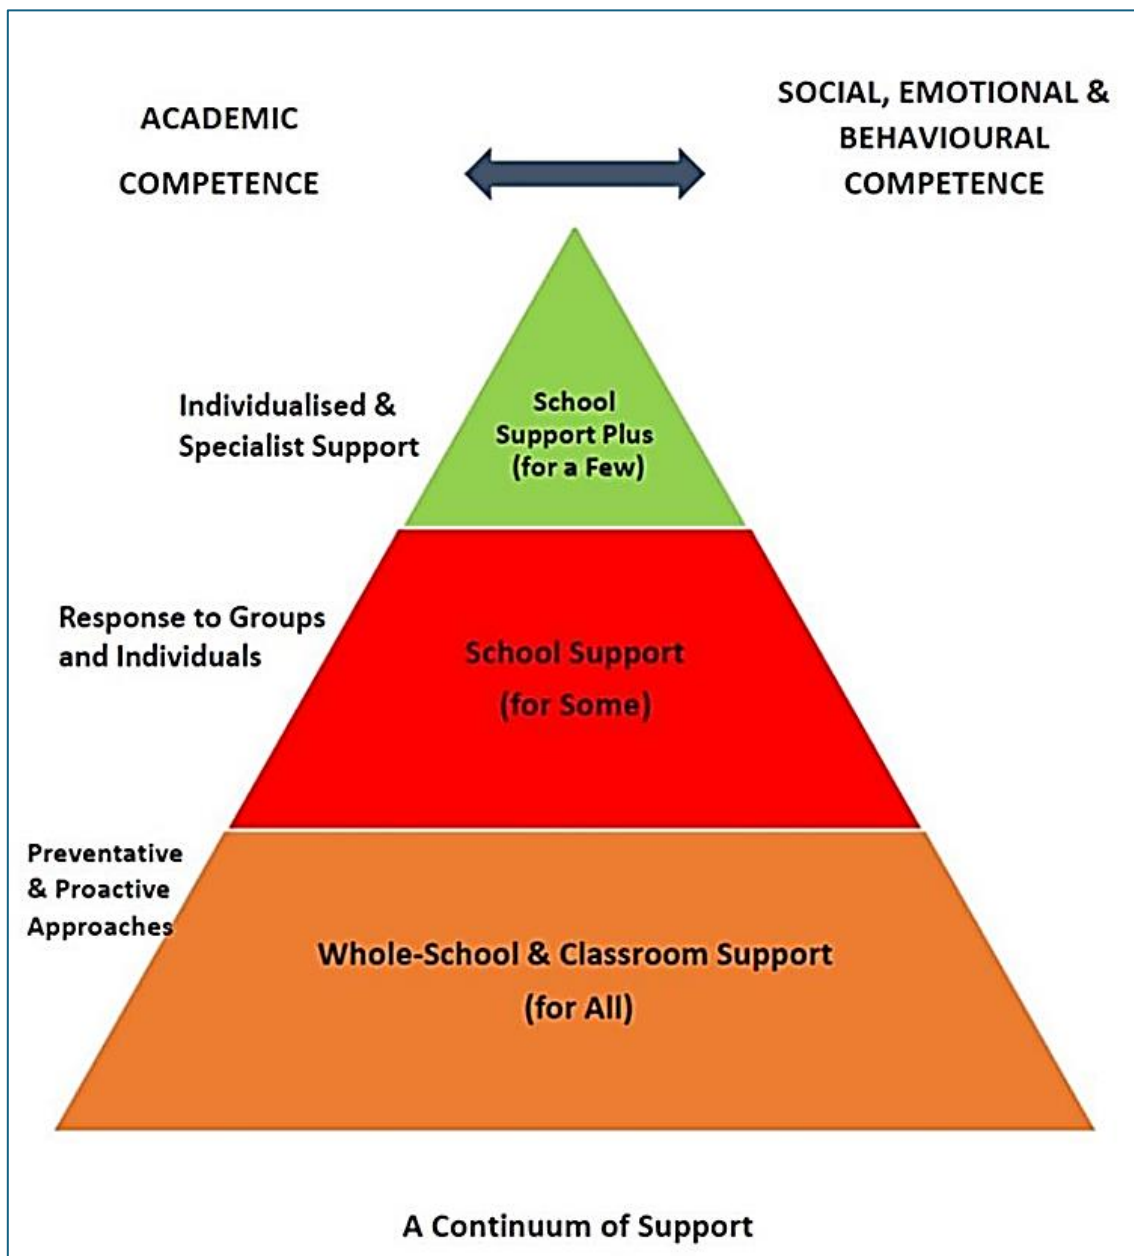 ACADEMIC
COMPETENCE
SOCIAL, EMOTIONAL &
BEHAVIOURAL
COMPETENCE
Individualised &
Specialist Support
School
Support Plus
(for a Few)
Response to Groups
and Individuals
School Support
(for Some)
Preventative
& Proactive
Approaches
Whole-School & Classroom Support
(for All)
A Continuum of Support